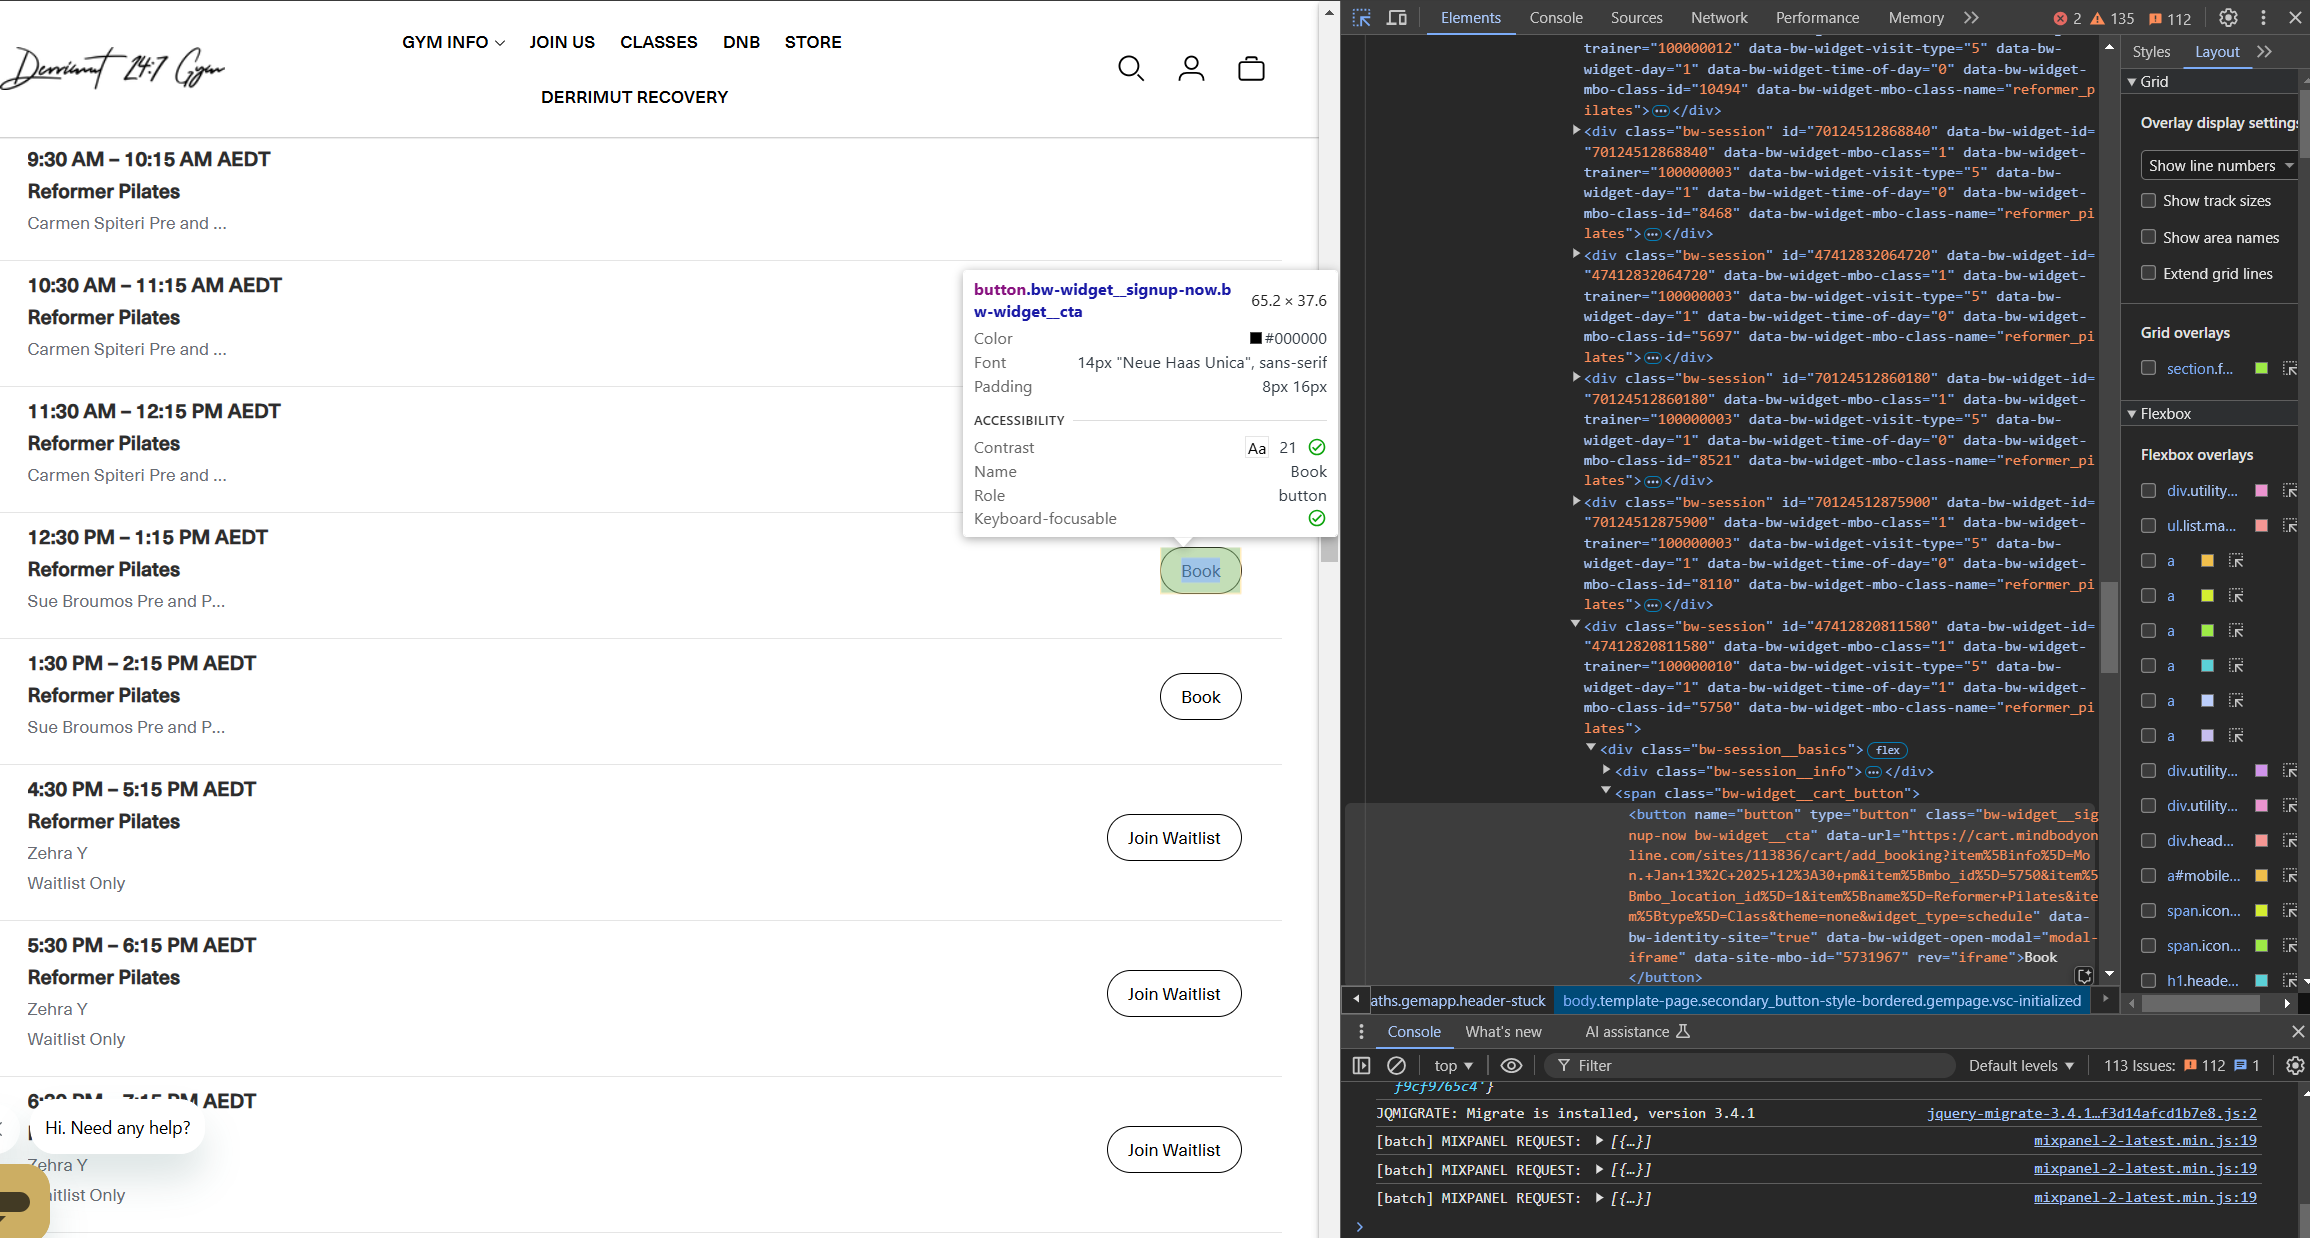 Derrimut 24:7 Gym
GYM INFO
JOIN US
CLASSES
DNB
STORE
DERRIMUT RECOVERY
9:30 AM – 10:15 AM AEDT
Reformer Pilates
Carmen Spiteri Pre and ...
10:30 AM – 11:15 AM AEDT
Reformer Pilates
Carmen Spiteri Pre and ...
11:30 AM – 12:15 PM AEDT
Reformer Pilates
Carmen Spiteri Pre and ...
12:30 PM – 1:15 PM AEDT
Reformer Pilates
Sue Broumos Pre and P...
Book
1:30 PM – 2:15 PM AEDT
Reformer Pilates
Sue Broumos Pre and P...
Book
4:30 PM – 5:15 PM AEDT
Reformer Pilates
Zehra Y
Waitlist Only
Join Waitlist
5:30 PM – 6:15 PM AEDT
Reformer Pilates
Zehra Y
Waitlist Only
Join Waitlist
6:30 PM – 7:15 PM AEDT
Hi. Need any help?
Zehra Y
aitlist Only
Join Waitlist
button.bw-widget__signup-now.b
w-widget__cta
65.2 × 37.6
Color
#000000
Font
14px "Neue Haas Unica", sans-serif
Padding
8px 16px
ACCESSIBILITY
Contrast
Aa 21
Name
Book
Role
button
Keyboard-focusable
Elements
Console
Sources
Network
Performance
Memory
2
135
112
trainer="100000012" data-bw-widget-visit-type="5" data-bw-
widget-day="1" data-bw-widget-time-of-day="0" data-bw-widget-
mbo-class-id="10494" data-bw-widget-mbo-class-name="reformer_p
ilates">…</div>
<div class="bw-session" id="70124512868840" data-bw-widget-id=
"70124512868840" data-bw-widget-mbo-class="1" data-bw-widget-
trainer="100000003" data-bw-widget-visit-type="5" data-bw-
widget-day="1" data-bw-widget-time-of-day="0" data-bw-widget-
mbo-class-id="8468" data-bw-widget-mbo-class-name="reformer_pi
lates">…</div>
<div class="bw-session" id="47412832064720" data-bw-widget-id=
"47412832064720" data-bw-widget-mbo-class="1" data-bw-widget-
trainer="100000003" data-bw-widget-visit-type="5" data-bw-
widget-day="1" data-bw-widget-time-of-day="0" data-bw-widget-
mbo-class-id="5697" data-bw-widget-mbo-class-name="reformer_pi
lates">…</div>
<div class="bw-session" id="70124512860180" data-bw-widget-id=
"70124512860180" data-bw-widget-mbo-class="1" data-bw-widget-
trainer="100000003" data-bw-widget-visit-type="5" data-bw-
widget-day="1" data-bw-widget-time-of-day="0" data-bw-widget-
mbo-class-id="8521" data-bw-widget-mbo-class-name="reformer_pi
lates">…</div>
<div class="bw-session" id="70124512875900" data-bw-widget-id=
"70124512875900" data-bw-widget-mbo-class="1" data-bw-widget-
trainer="100000003" data-bw-widget-visit-type="5" data-bw-
widget-day="1" data-bw-widget-time-of-day="0" data-bw-widget-
mbo-class-id="8110" data-bw-widget-mbo-class-name="reformer_pi
lates">…</div>
<div class="bw-session" id="47412820811580" data-bw-widget-id=
"47412820811580" data-bw-widget-mbo-class="1" data-bw-widget-
trainer="100000010" data-bw-widget-visit-type="5" data-bw-
widget-day="1" data-bw-widget-time-of-day="1" data-bw-widget-
mbo-class-id="5750" data-bw-widget-mbo-class-name="reformer_pi
lates">
<div class="bw-session__basics"> flex
<div class="bw-session__info">…</div>
<span class="bw-widget__cart_button">
<button name="button" type="button" class="bw-widget__sig
nup-now bw-widget__cta" data-url="https://cart.mindbodyon
line.com/sites/113836/cart/add_booking?item%5Binfo%5D=Mo
n.+Jan+13%2C+2025+12%3A30+pm&item%5Bmbo_id%5D=5750&item%5
Bmbo_location_id%5D=1&item%5Bname%5D=Reformer+Pilates&ite
m%5Btype%5D=Class&theme=none&widget_type=schedule" data-
bw-identity-site="true" data-bw-widget-open-modal="modal-
iframe" data-site-mbo-id="5731967" rev="iframe">Book
</button>
aths.gemapp.header-stuck
body.template-page.secondary_button-style-bordered.gempage.vsc-initialized
Styles
Layout
Grid
Overlay display settings
Show line numbers
Show track sizes
Show area names
Extend grid lines
Grid overlays
section.f...
Flexbox
Flexbox overlays
div.utility...
ul.list.ma...
a
a
a
a
a
a
div.utility...
div.utility...
div.head...
a#mobile...
span.icon...
span.icon...
h1.heade...
Console
What's new
AI assistance
top
Filter
Default levels
113 Issues:
112
1
f9cf9765c4'}
JQMIGRATE: Migrate is installed, version 3.4.1
jquery-migrate-3.4.1…f3d14afcd1b7e8.js:2
[batch] MIXPANEL REQUEST: [{…}]
mixpanel-2-latest.min.js:19
[batch] MIXPANEL REQUEST: [{…}]
mixpanel-2-latest.min.js:19
[batch] MIXPANEL REQUEST: [{…}]
mixpanel-2-latest.min.js:19